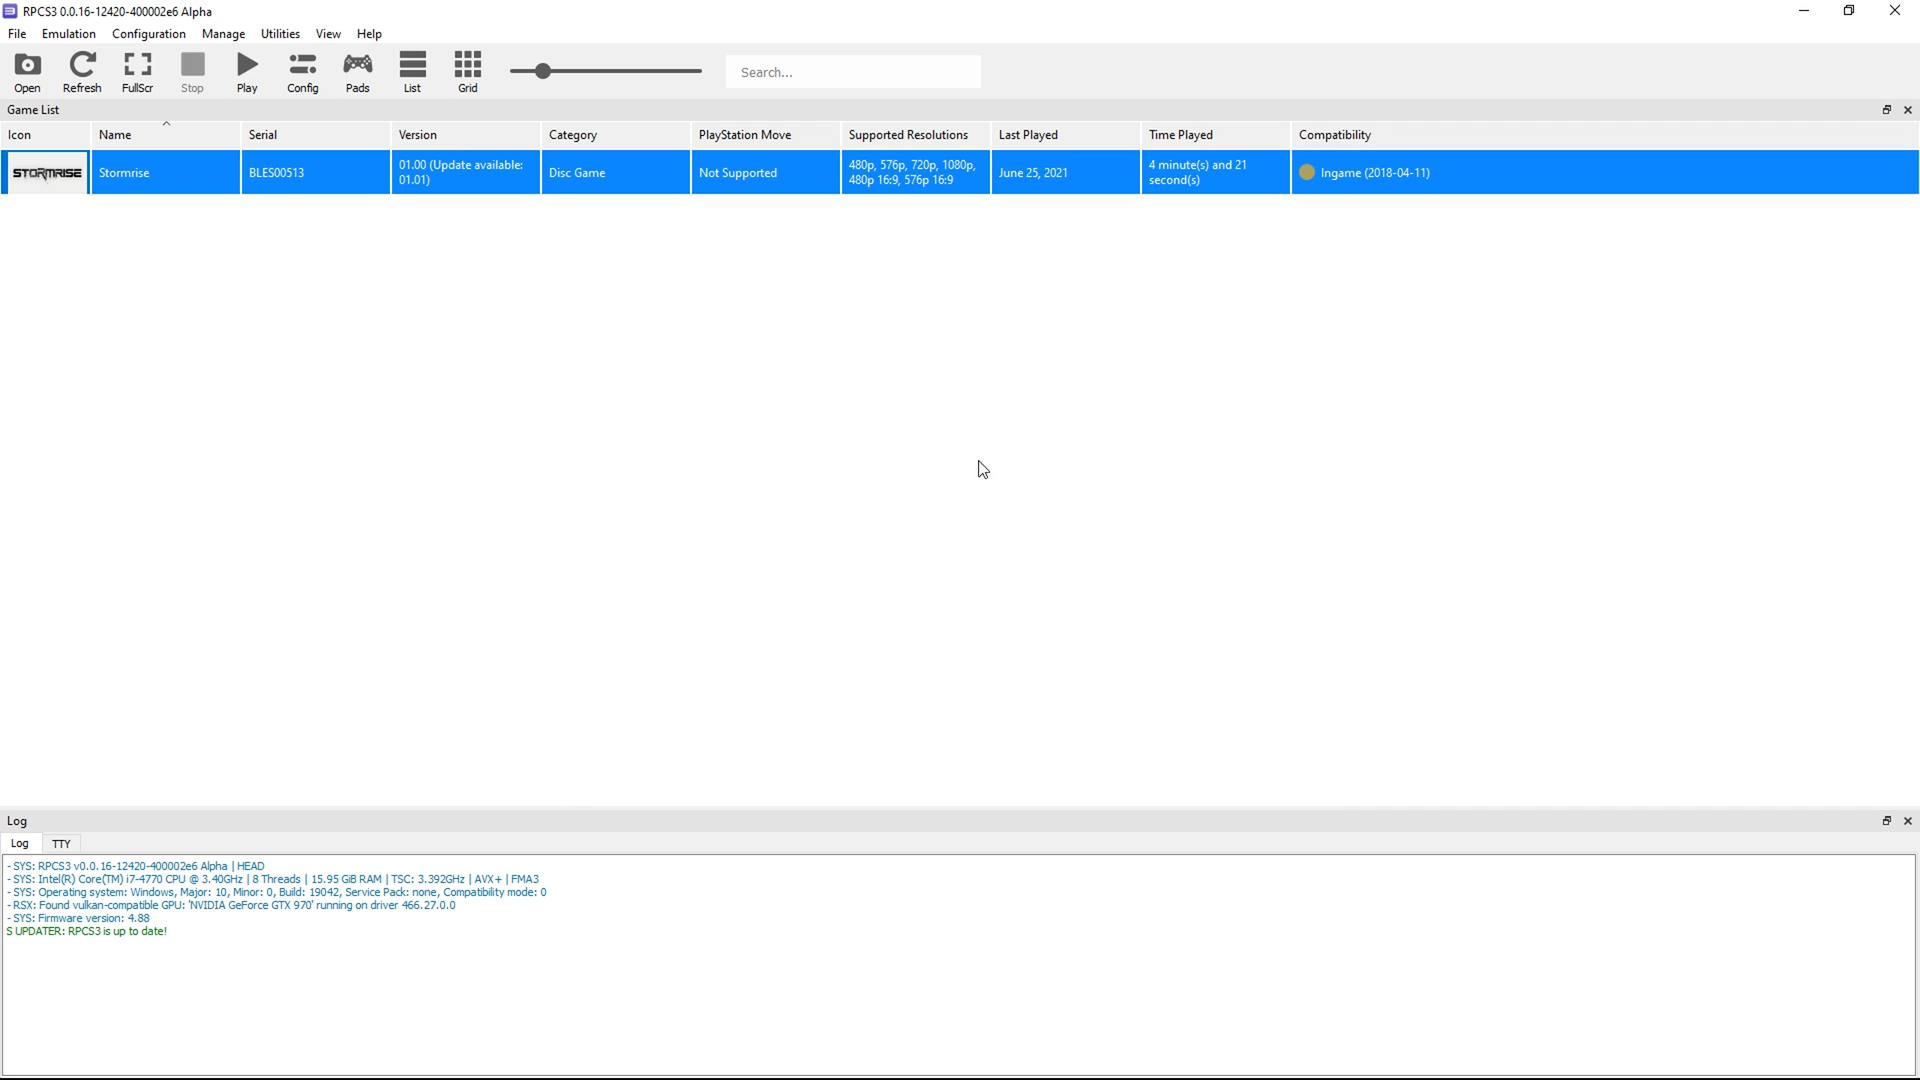 RPCS3 0.0.16-12420-400002e6 Alpha
File Emulation Configuration Manage Utilities View Help
Open Refresh FullScr Stop Play Config Pads List Grid Search...
Game List
Icon Name Serial Version Category PlayStation Move Supported Resolutions Last Played Time Played Compatibility
STORMRISE Stormrise BLES00513 01.00 (Update available: 01.01) Disc Game Not Supported 480p, 576p, 720p, 1080p, 480p 16:9, 576p 16:9 June 25, 2021 4 minute(s) and 21 second(s) Ingame (2018-04-11)
Log
Log TTY
- SYS: RPCS3 v0.0.16-12420-400002e6 Alpha | HEAD
- SYS: Intel(R) Core(TM) i7-4770 CPU @ 3.40GHz | 8 Threads | 15.95 GiB RAM | TSC: 3.392GHz | AVX+ | FMA3
- SYS: Operating system: Windows, Major: 10, Minor: 0, Build: 19042, Service Pack: none, Compatibility mode: 0
- RSX: Found vulkan-compatible GPU: 'NVIDIA GeForce GTX 970' running on driver 466.27.0.0
- SYS: Firmware version: 4.88
S UPDATER: RPCS3 is up to date!